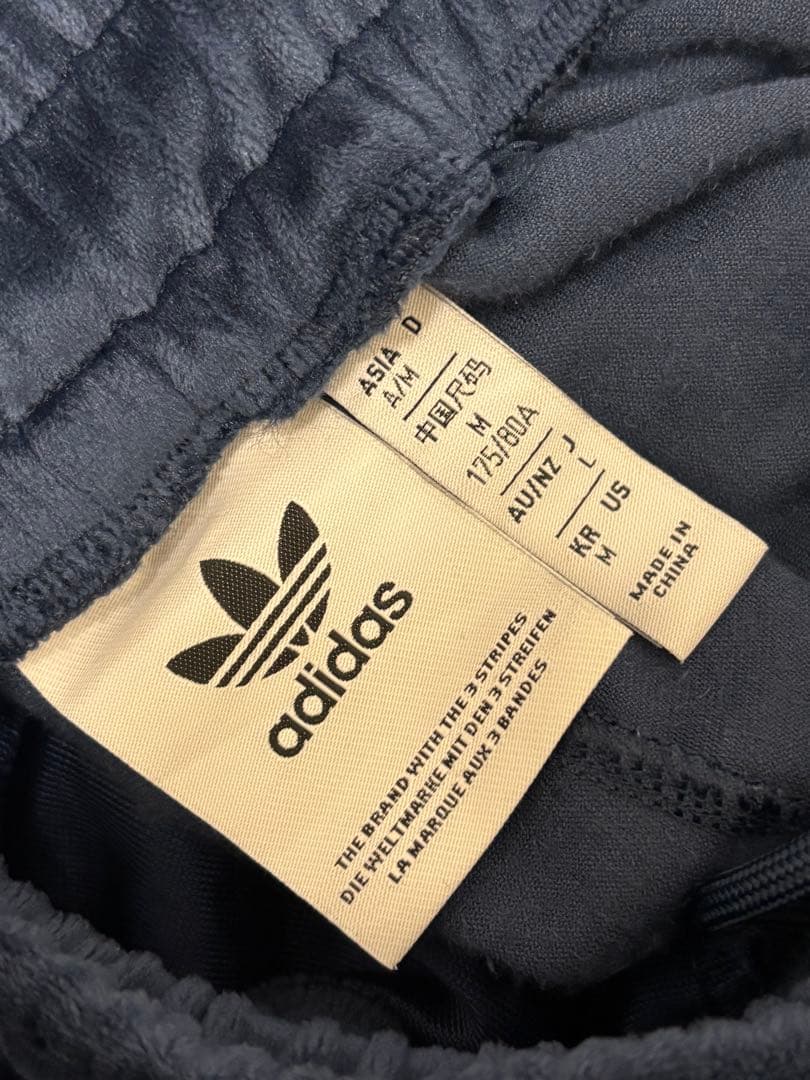 ASIA D
A/M
中国尺码
M
175/80A
AU/NZ J
L
KR US
M
MADE IN
CHINA
adidas
THE BRAND WITH THE 3 STRIPES
DIE WELTMARKE MIT DEN 3 STREIFEN
LA MARQUE AUX 3 BANDES